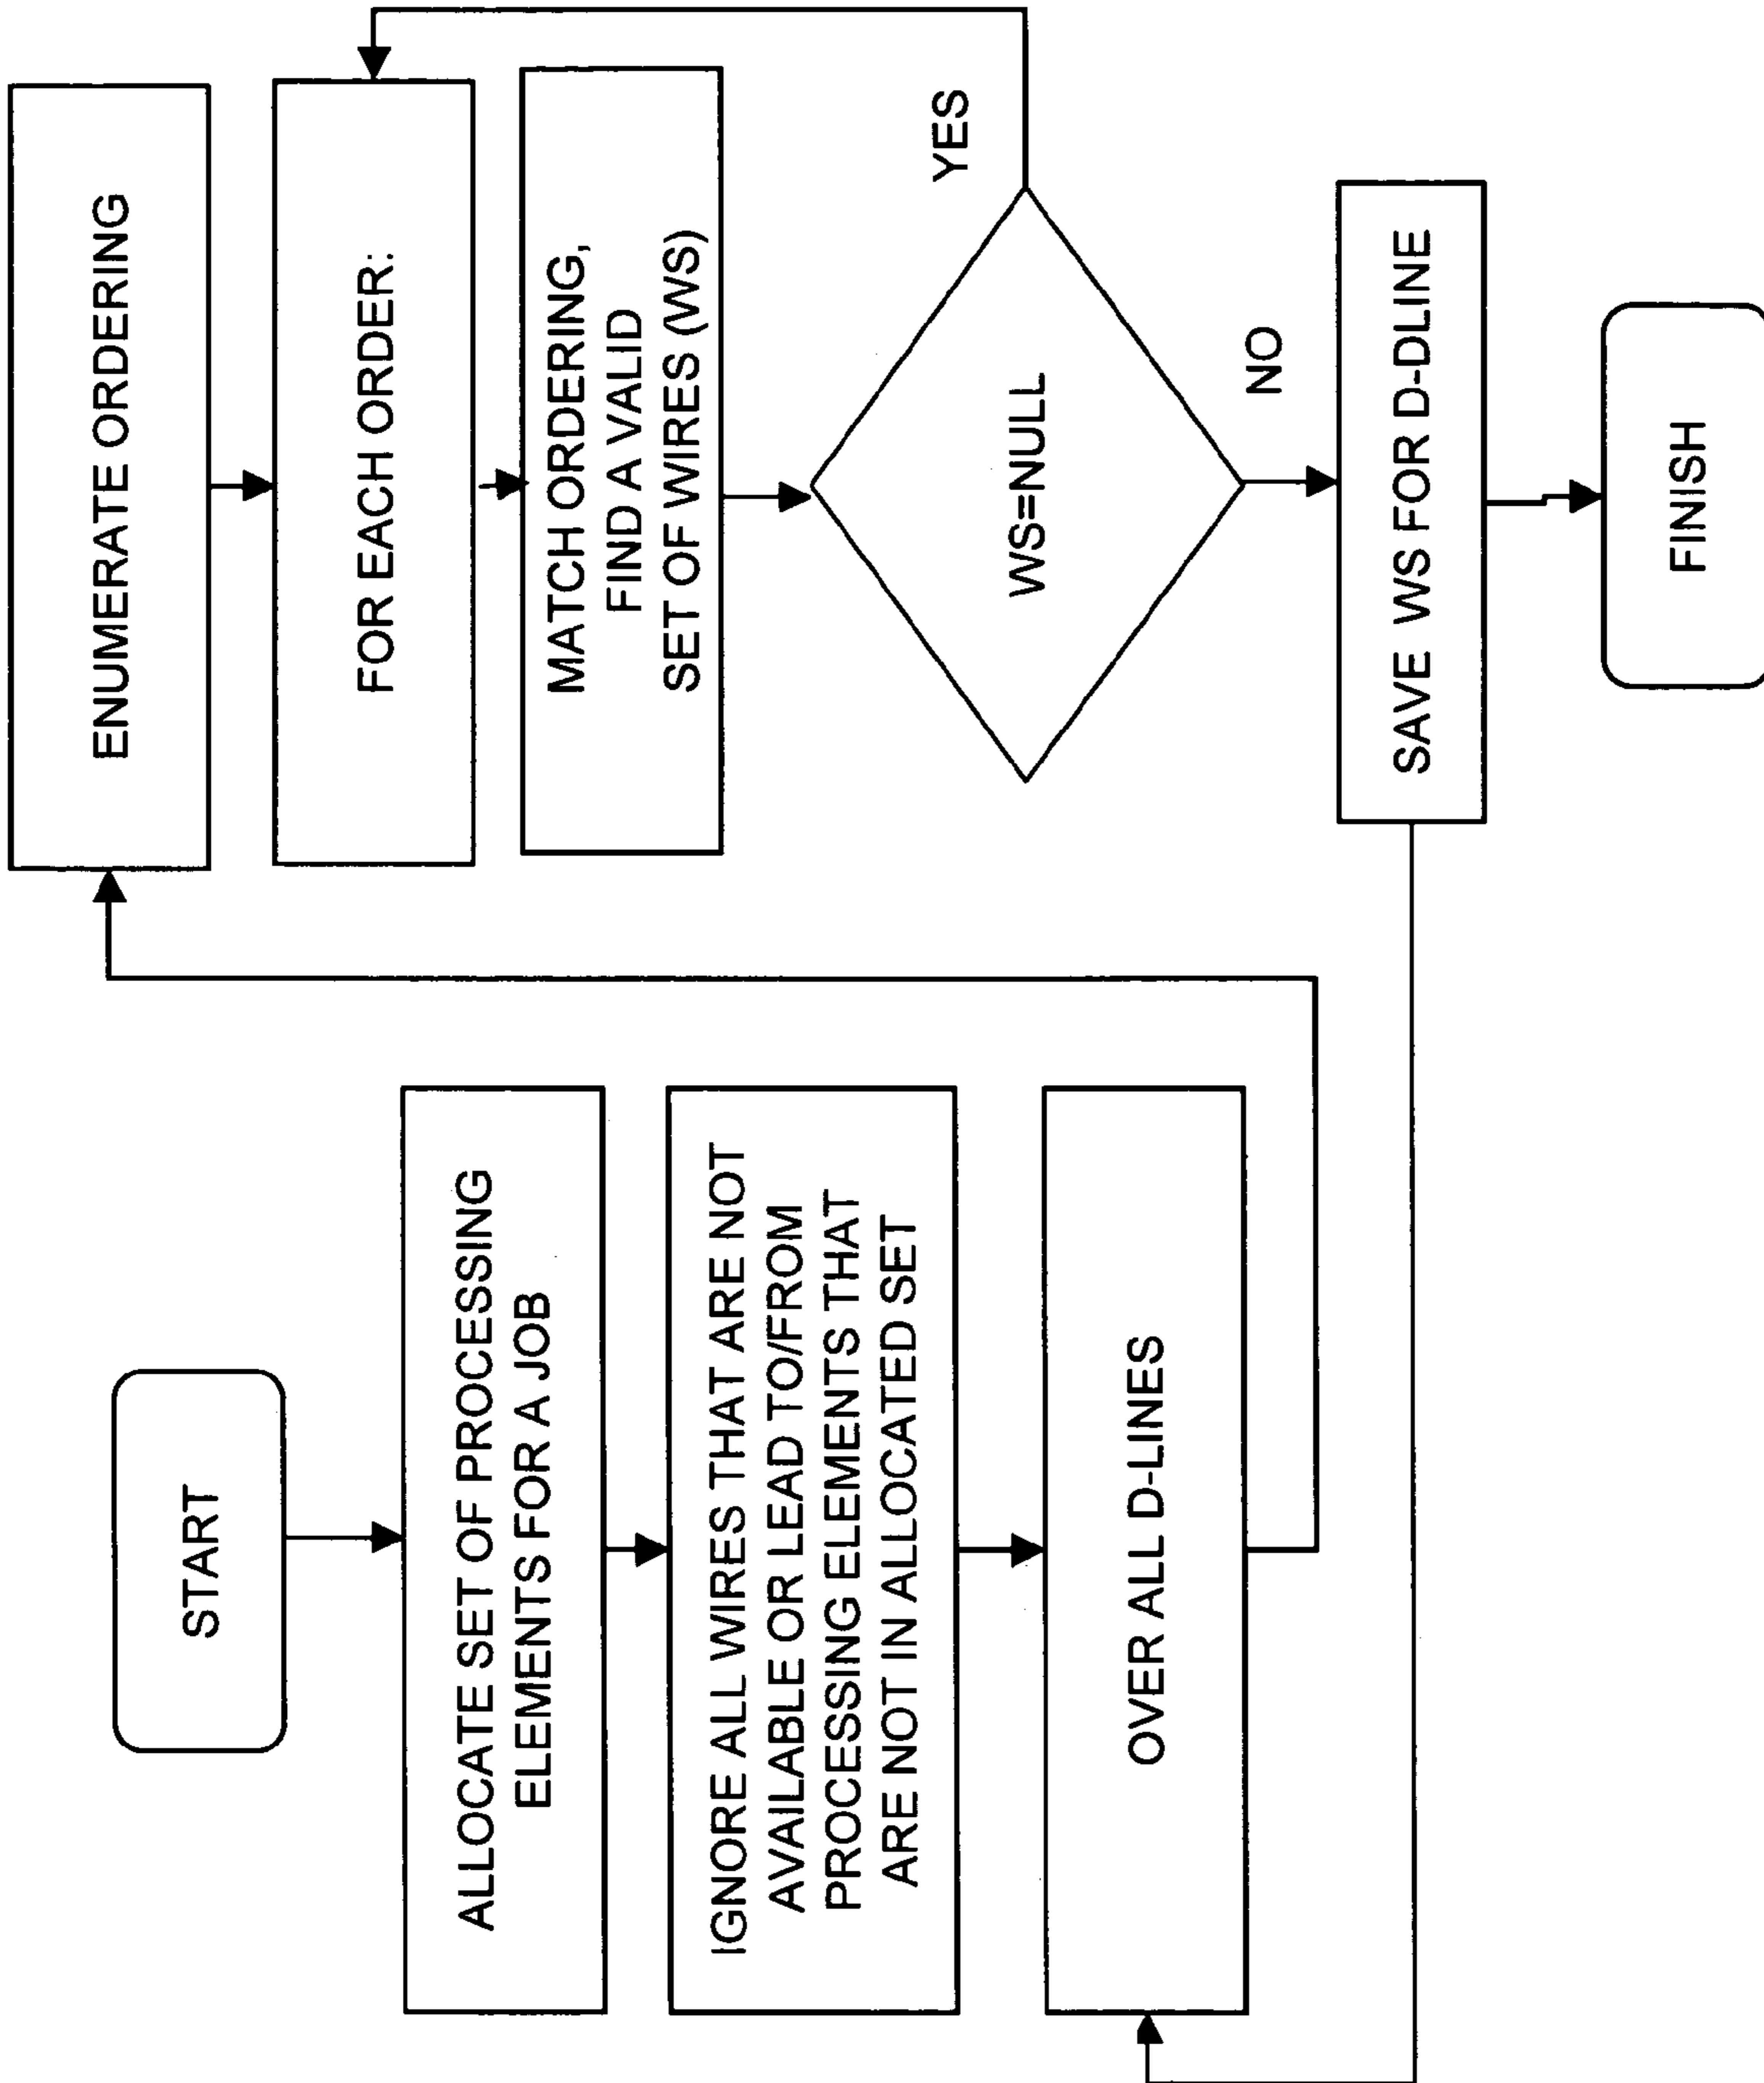 START
ALLOCATE SET OF PROCESSING
ELEMENTS FOR A JOB
IGNORE ALL WIRES THAT ARE NOT
AVAILABLE OR LEAD TO/FROM
PROCESSING ELEMENTS THAT
ARE NOT IN ALLOCATED SET
OVER ALL D-LINES
ENUMERATE ORDERING
FOR EACH ORDER:
MATCH ORDERING,
FIND A VALID
SET OF WIRES (WS)
WS=NULL
YES
NO
SAVE WS FOR D-DLINE
FINISH